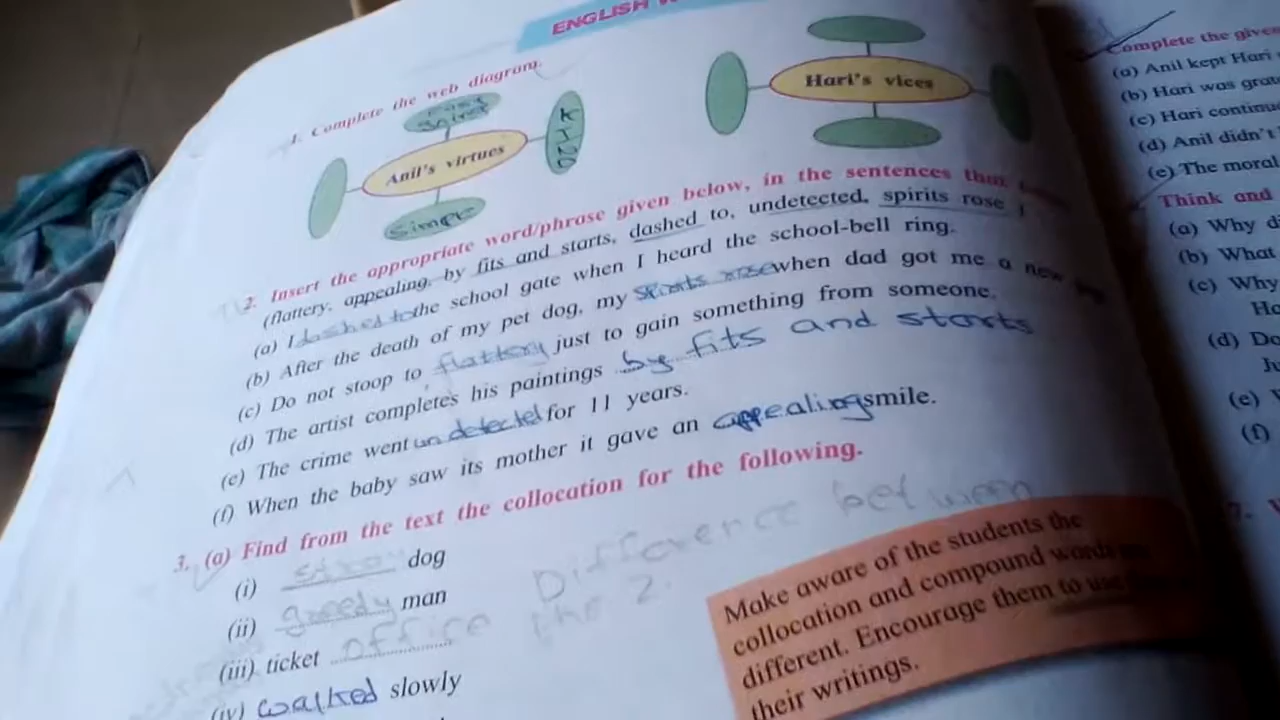 ENGLISH
1. Complete the web diagram.
Anil's virtues
KIND
Simple
Hari's vices
2. Insert the appropriate word/phrase given below, in the sentences that
(flattery, appealing, by fits and starts, dashed to, undetected, spirits rose)
(a) I dashed to the school gate when I heard the school-bell ring.
(b) After the death of my pet dog, my spirits rose when dad got me a new
(c) Do not stoop to flattery just to gain something from someone.
(d) The artist completes his paintings by fits and starts
(e) The crime went undetected for 11 years.
(f) When the baby saw its mother it gave an appealing smile.
3. (a) Find from the text the collocation for the following.
(i) stray dog
(ii) greedy man
(iii) ticket office
(iv) walked slowly
Difference between
the 2.
Make aware of the students the
collocation and compound words
different. Encourage them to use
their writings.
Complete the given
(a) Anil kept Hari
(b) Hari was
(c) Hari
(d) Anil didn't
(e) The moral
Think and
(a) Why
(b) What
(c) Why
(d) Do
(e)
(f)
7.